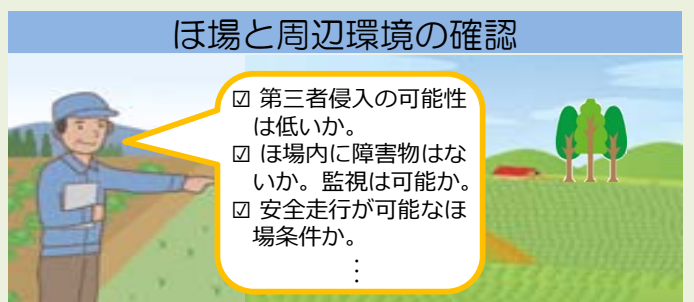 ほ場と周辺環境の確認
☑ 第三者侵入の可能性
は低いか。
☑ ほ場内に障害物はな
いか。監視は可能か。
☑ 安全走行が可能なほ
場条件か。
⋮